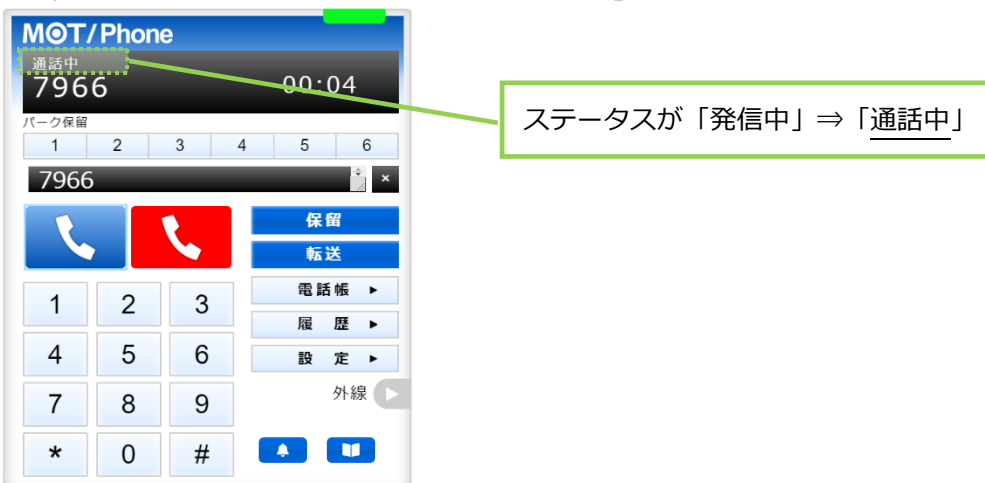 MOT/Phone
通話中
7966 00:04
パーク保留
1 2 3 4 5 6
7966 ×
保留
転送
電話帳 ►
履 歴 ►
設 定 ►
外線
1 2 3
4 5 6
7 8 9
* 0 #
ステータスが「発信中」⇒「通話中」